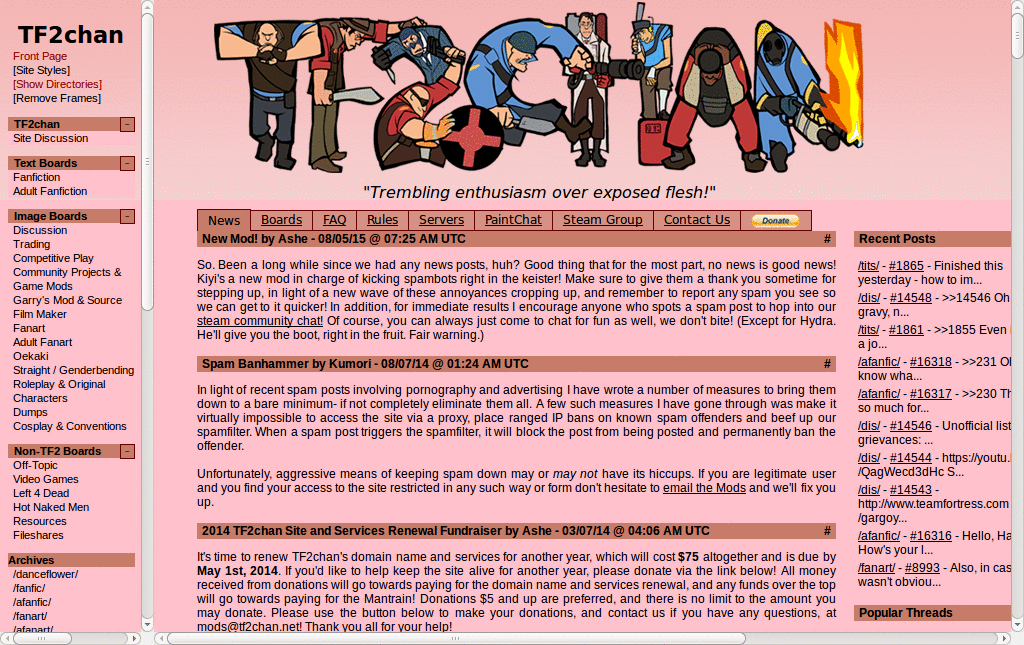 TF2chan
Front Page
[Site Styles]
[Show Directories]
[Remove Frames]
TF2chan
Site Discussion
Text Boards
Fanfiction
Adult Fanfiction
Image Boards
Discussion
Trading
Competitive Play
Community Projects &
Game Mods
Garry's Mod & Source
Film Maker
Fanart
Adult Fanart
Oekaki
Straight / Genderbending
Roleplay & Original
Characters
Dumps
Cosplay & Conventions
Non-TF2 Boards
Off-Topic
Video Games
Left 4 Dead
Hot Naked Men
Resources
Fileshares
Archives
/danceflower/
/fanfic/
/afanfic/
/fanart/
/afanart/
TF2CHAN
"Trembling enthusiasm over exposed flesh!"
News Boards FAQ Rules Servers PaintChat Steam Group Contact Us Donate
New Mod! by Ashe - 08/05/15 @ 07:25 AM UTC #
So. Been a long while since we had any news posts, huh? Good thing that for the most part, no news is good news!
Kiyi's a new mod in charge of kicking spambots right in the keister! Make sure to give them a thank you sometime for
stepping up, in light of a new wave of these annoyances cropping up, and remember to report any spam you see so
we can get to it quicker! In addition, for immediate results I encourage anyone who spots a spam post to hop into our
steam community chat! Of course, you can always just come to chat for fun as well, we don't bite! (Except for Hydra.
He'll give you the boot, right in the fruit. Fair warning.)
Spam Banhammer by Kumori - 08/07/14 @ 01:24 AM UTC #
In light of recent spam posts involving pornography and advertising I have wrote a number of measures to bring them
down to a bare minimum- if not completely eliminate them all. A few such measures I have gone through was make it
virtually impossible to access the site via a proxy, place ranged IP bans on known spam offenders and beef up our
spamfilter. When a spam post triggers the spamfilter, it will block the post from being posted and permanently ban the
offender.
Unfortunately, aggressive means of keeping spam down may or may not have its hiccups. If you are legitimate user
and you find your access to the site restricted in any such way or form don't hesitate to email the Mods and we'll fix you
up.
2014 TF2chan Site and Services Renewal Fundraiser by Ashe - 03/07/14 @ 04:06 AM UTC #
It's time to renew TF2chan's domain name and services for another year, which will cost $75 altogether and is due by
May 1st, 2014. If you'd like to help keep the site alive for another year, please donate via the link below! All money
received from donations will go towards paying for the domain name and services renewal, and any funds over the top
will go towards paying for the Mantrain! Donations $5 and up are preferred, and there is no limit to the amount you
may donate. Please use the button below to make your donations, and contact us if you have any questions, at
mods@tf2chan.net! Thank you all for your help!
Recent Posts
/tits/ - #1865 - Finished this
yesterday - how to im...
/dis/ - #14548 - >>14546 Oh
gravy, n...
/tits/ - #1861 - >>1855 Even
a jo...
/afanfic/ - #16318 - >>231 Oh
know wha...
/afanfic/ - #16317 - >>230 Th
so much for...
/dis/ - #14546 - Unofficial list
grievances: ...
/dis/ - #14544 - https://youtu.
/QagWecd3dHc S...
/dis/ - #14543 -
http://www.teamfortress.com
/gargoy...
/afanfic/ - #16316 - Hello, Ha
How's your l...
/fanart/ - #8993 - Also, in cas
wasn't obviou...
Popular Threads